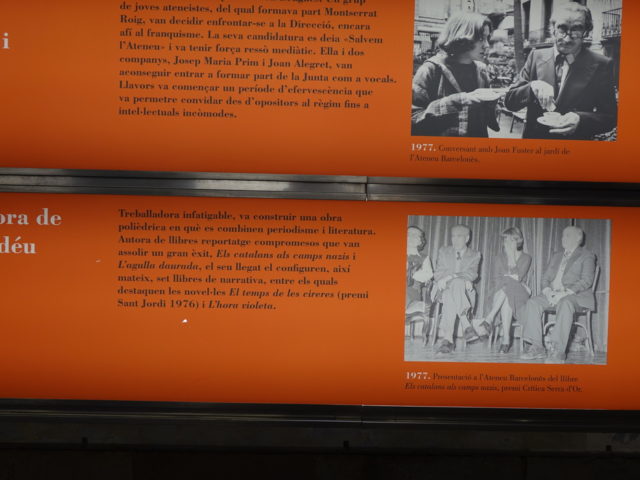 de joves ateneistes, del qual formava part Montserrat
Roig, van decidir enfrontar-se a la Direcció, encara
afí al franquisme. La seva candidatura es deia «Salvem
l'Ateneu» i va tenir força ressò mediàtic. Ella i dos
companys, Josep Maria Prim i Joan Alegret, van
aconseguir entrar a formar part de la Junta com a vocals.
Llavors va començar un període d'efervescència que
va permetre convidar des d'opositors al règim fins a
intel·lectuals incòmodes.
i
1977. Conversant amb Joan Fuster al jardí de
l'Ateneu Barcelonès.
ora de
déu
Treballadora infatigable, va construir una obra
polièdrica en què es combinen periodisme i literatura.
Autora de llibres reportatge compromesos que van
assolir un gran èxit, Els catalans als camps nazis i
L'agulla daurada, el seu llegat el configuren, així
mateix, set llibres de narrativa, entre els quals
destaquen les novel·les El temps de les cireres (premi
Sant Jordi 1976) i L'hora violeta.
1977. Presentació a l'Ateneu Barcelonès del llibre
Els catalans als camps nazis, premi Crítica Serra d'Or.